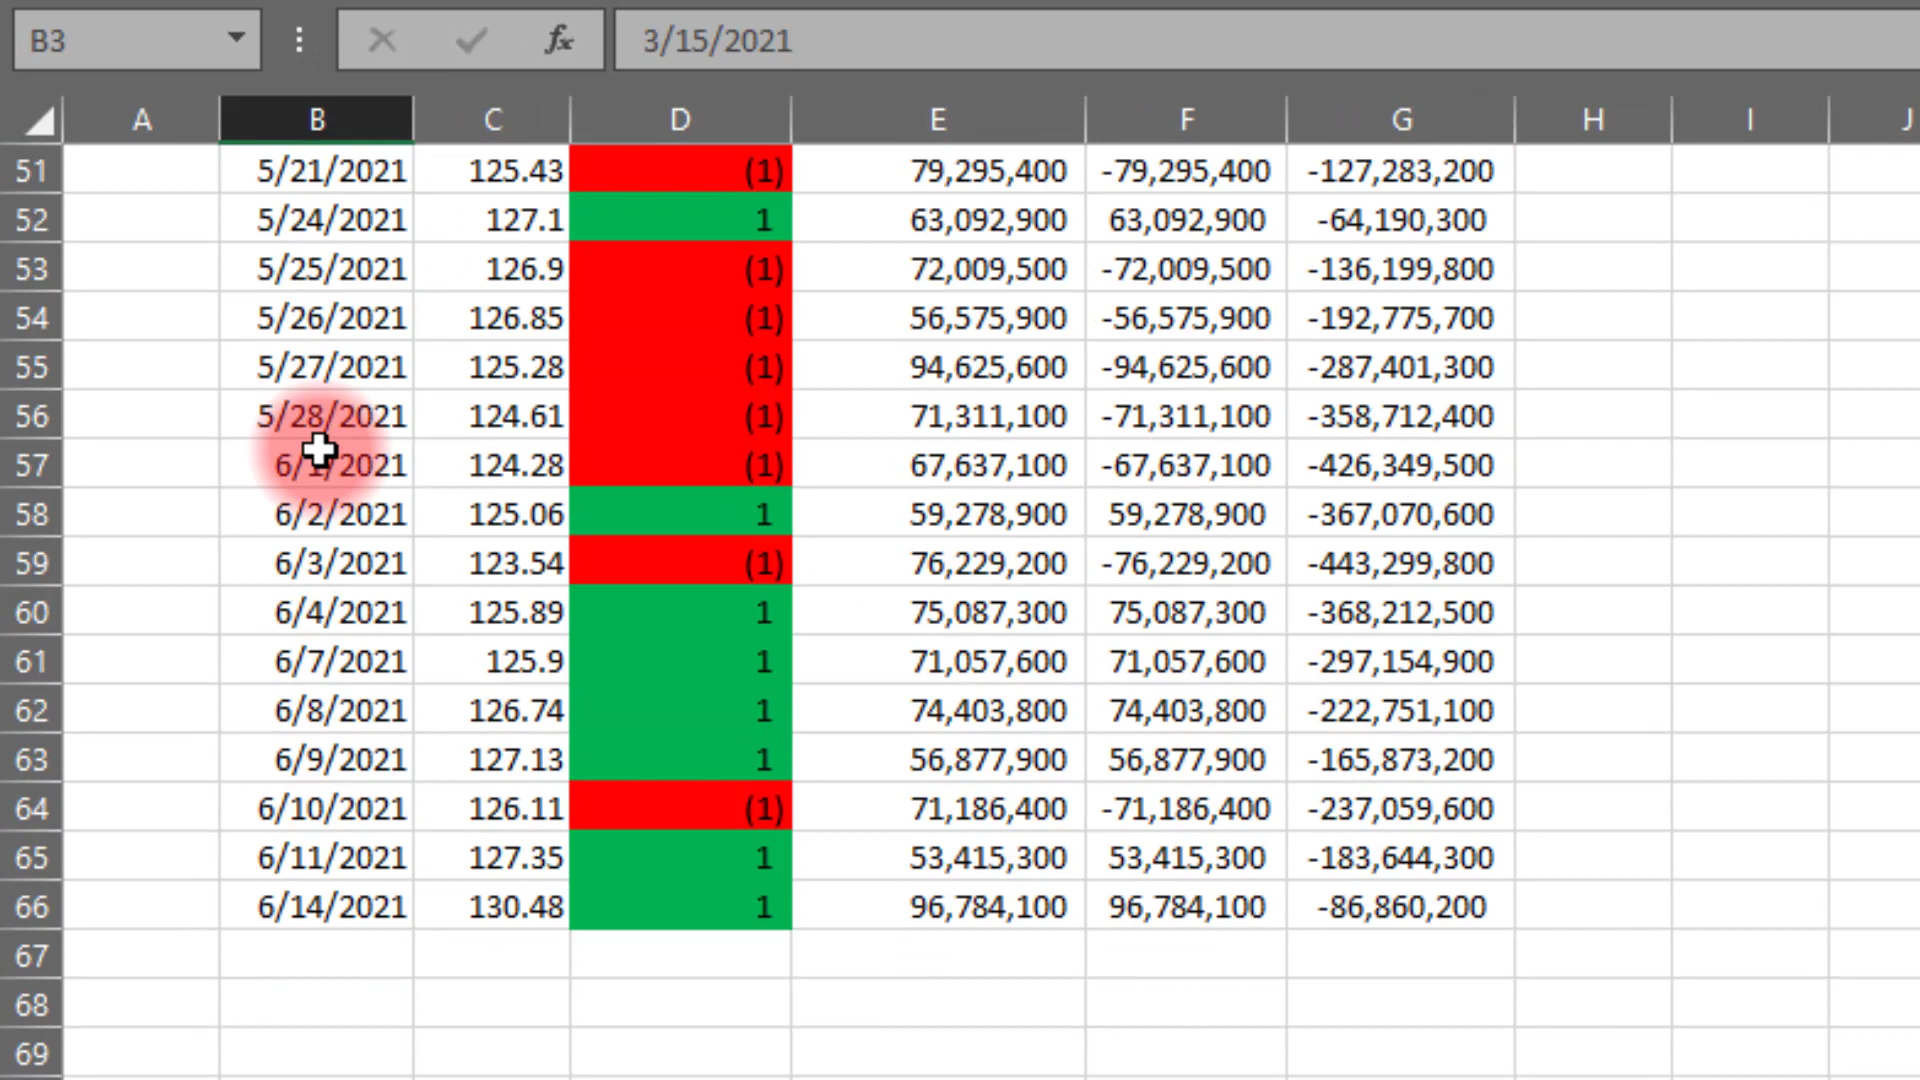 B3 fx 3/15/2021
A B C D E F G H I J
51 5/21/2021 125.43 (1) 79,295,400 -79,295,400 -127,283,200
52 5/24/2021 127.1 1 63,092,900 63,092,900 -64,190,300
53 5/25/2021 126.9 (1) 72,009,500 -72,009,500 -136,199,800
54 5/26/2021 126.85 (1) 56,575,900 -56,575,900 -192,775,700
55 5/27/2021 125.28 (1) 94,625,600 -94,625,600 -287,401,300
56 5/28/2021 124.61 (1) 71,311,100 -71,311,100 -358,712,400
57 6/1/2021 124.28 (1) 67,637,100 -67,637,100 -426,349,500
58 6/2/2021 125.06 1 59,278,900 59,278,900 -367,070,600
59 6/3/2021 123.54 (1) 76,229,200 -76,229,200 -443,299,800
60 6/4/2021 125.89 1 75,087,300 75,087,300 -368,212,500
61 6/7/2021 125.9 1 71,057,600 71,057,600 -297,154,900
62 6/8/2021 126.74 1 74,403,800 74,403,800 -222,751,100
63 6/9/2021 127.13 1 56,877,900 56,877,900 -165,873,200
64 6/10/2021 126.11 (1) 71,186,400 -71,186,400 -237,059,600
65 6/11/2021 127.35 1 53,415,300 53,415,300 -183,644,300
66 6/14/2021 130.48 1 96,784,100 96,784,100 -86,860,200
67
68
69